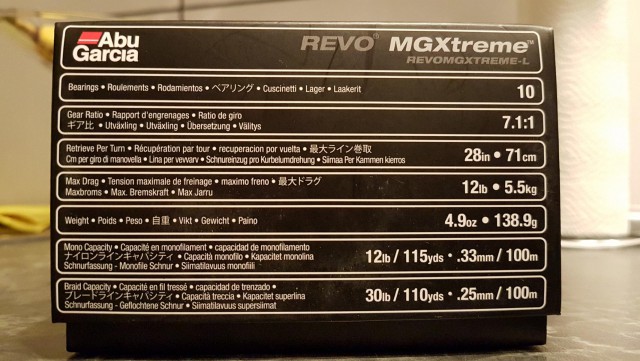 Abu Garcia
REVO® MGXtreme™
REVOMGXTREME-L
Bearings • Roulements • Rodamientos • ベアリング • Cuscinetti • Lager • Laakerit
10
Gear Ratio • Rapport d'engrenages • Ratio de giro
ギア比 • Utväxling • Utväxling • Übersetzung • Välitys
7.1:1
Retrieve Per Turn • Récupération par tour • recuperacion por vuelta • 最大ライン巻取
Cm per giro di manovella • Lina per vevvarv • Schnureinzug pro Kurbelumdrehung • Siimaa Per Kammen kierros
28in • 71cm
Max Drag • Tension maximale de freinage • maximo freno • 最大ドラグ
Maxbroms • Max. Bremskraft • Max Jarru
12lb • 5.5kg
Weight • Poids • Peso • 自重 • Vikt • Gewicht • Paino
4.9oz • 138.9g
Mono Capacity • Capacité en monofilament • capacidad de monofilamento
ナイロンラインキャパシティ • Capacità monofilo • Kapacitet monolina
Schnurfassung - Monofile Schnur • Siimatilavuus monofiili
12lb / 115yds • .33mm / 100m
Braid Capacity • Capacité en fil tressé • capacidad de trenzado •
ブレードラインキャパシティ • Capacità treccia • Kapacitet superlina
Schnurfassung - Geflochtene Schnur • Siimatilavuus supersiimat
30lb / 110yds • .25mm / 100m